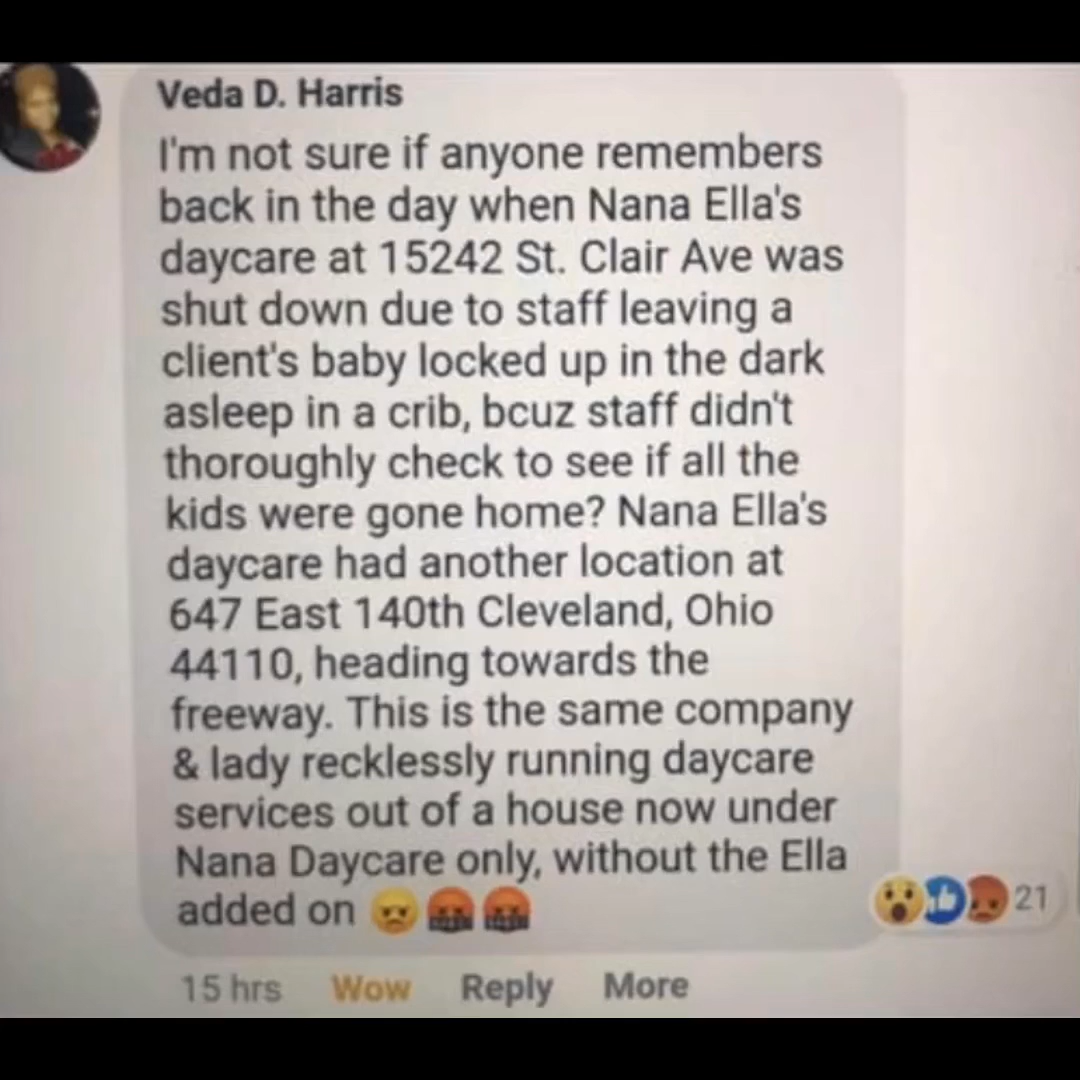 Veda D. Harris
I'm not sure if anyone remembers
back in the day when Nana Ella's
daycare at 15242 St. Clair Ave was
shut down due to staff leaving a
client's baby locked up in the dark
asleep in a crib, bcuz staff didn't
thoroughly check to see if all the
kids were gone home? Nana Ella's
daycare had another location at
647 East 140th Cleveland, Ohio
44110, heading towards the
freeway. This is the same company
& lady recklessly running daycare
services out of a house now under
Nana Daycare only, without the Ella
added on 😠🤬🤬
21
15 hrs Wow Reply More